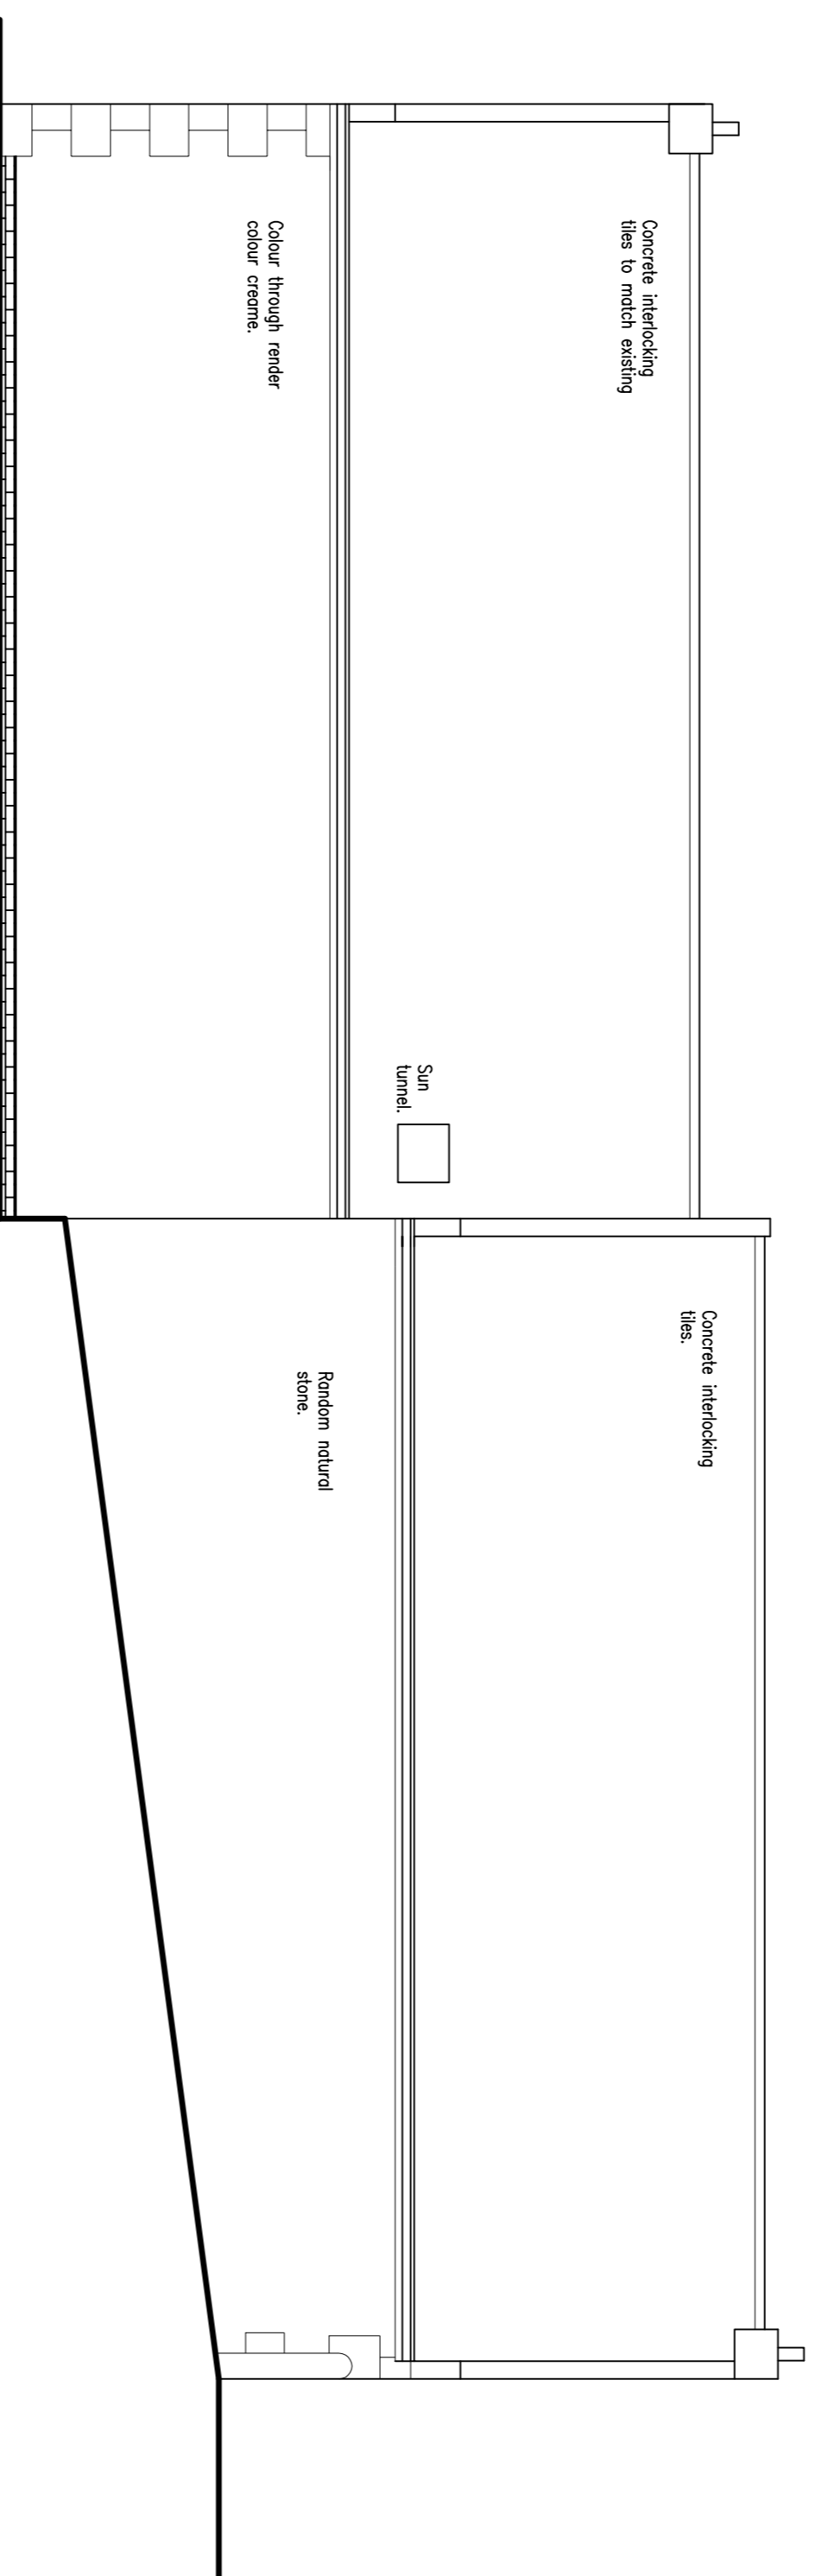 Concrete interlocking
tiles to match existing
Colour through render
colour creame.
Sun
tunnel.
Concrete interlocking
tiles.
Random natural
stone.